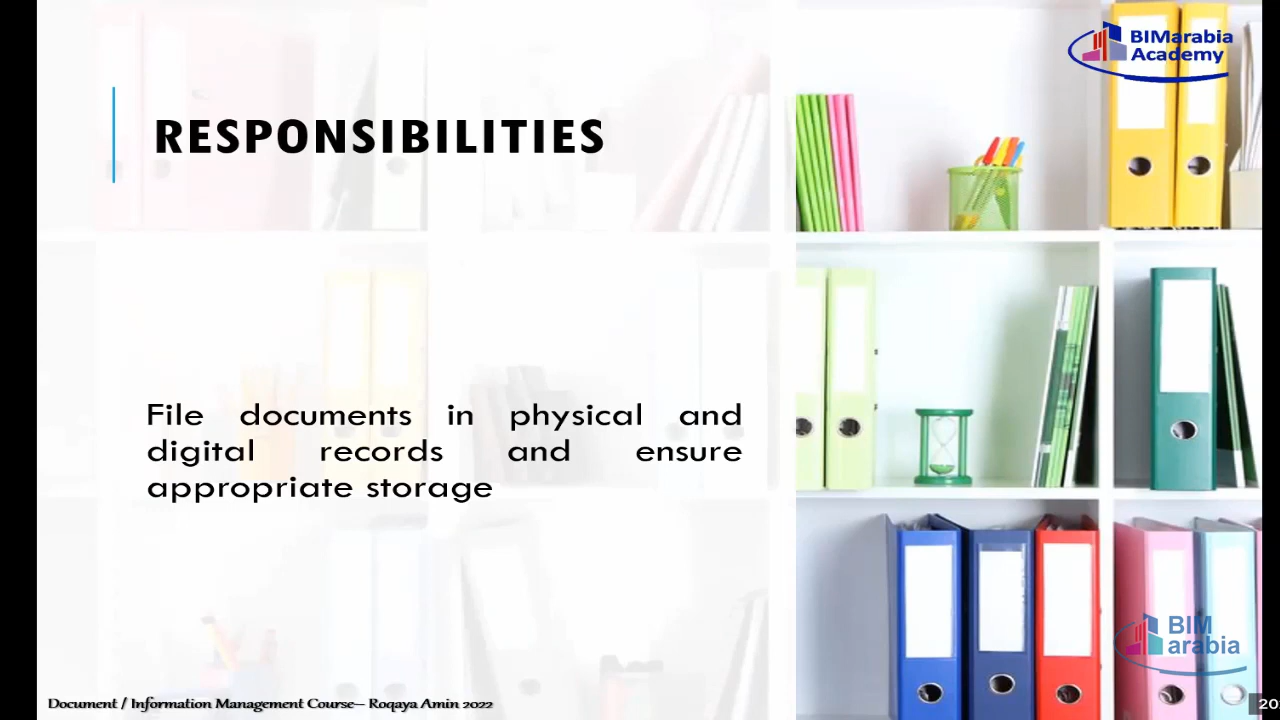 BIMarabia
Academy
RESPONSIBILITIES
File documents in physical and
digital records and ensure
appropriate storage
BIM
arabia
Document / Information Management Course– Roqaya Amin 2022
20